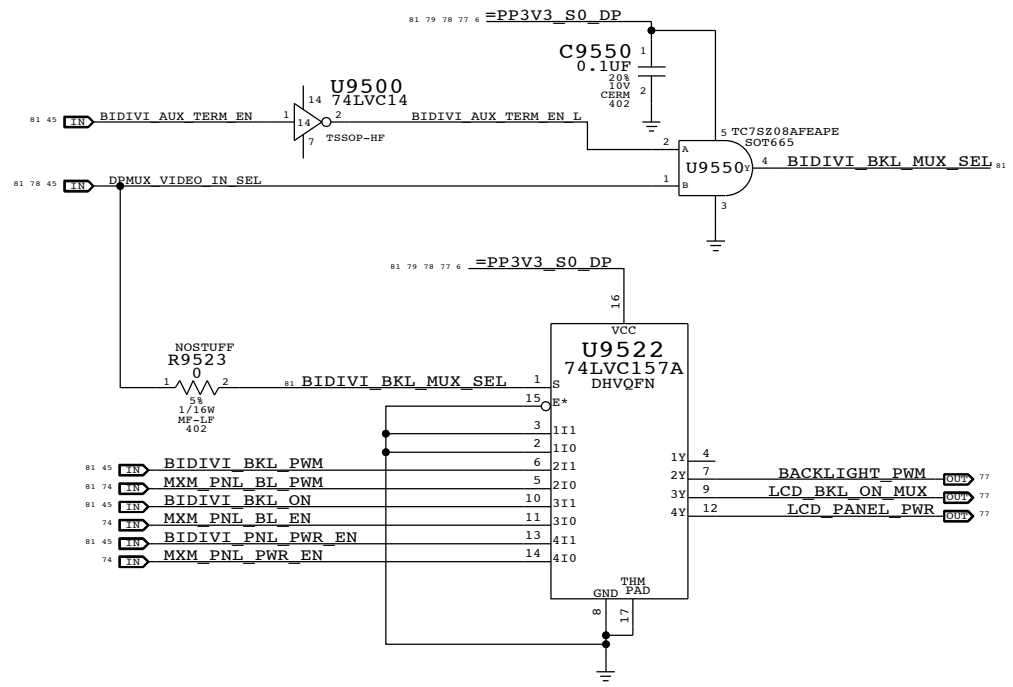 81 79 78 77 6 =PP3V3_S0_DP
C9550 1
0.1UF
20%
10V
CERM
402
2
U9500
74LVC14
14
81 45 IN BIDIVI_AUX_TERM_EN 1 14 2 BIDIVI_AUX_TERM_EN_L
TSSOP-HF
7
5 TC7SZ08AFEAPE
SOT665
2 A
U9550 Y 4 BIDIVI_BKL_MUX_SEL 81
81 78 45 IN DPMUX_VIDEO_IN_SEL 1 B
3
81 79 78 77 6 =PP3V3_S0_DP
16
VCC
U9522
74LVC157A
DHVQFN
NOSTUFF
R9523
0
1 2 81 BIDIVI_BKL_MUX_SEL 1 S
5%
1/16W
MF-LF
402
15 E*
3 1I1
2 1I0
1Y 4
81 45 IN BIDIVI_BKL_PWM 6 2I1
2Y 7 BACKLIGHT_PWM OUT 77
81 74 IN MXM_PNL_BL_PWM 5 2I0
3Y 9 LCD_BKL_ON_MUX OUT 77
81 45 IN BIDIVI_BKL_ON 10 3I1
4Y 12 LCD_PANEL_PWR OUT 77
74 IN MXM_PNL_BL_EN 11 3I0
81 45 IN BIDIVI_PNL_PWR_EN 13 4I1
74 IN MXM_PNL_PWR_EN 14 4I0
THM
GND PAD
8 17